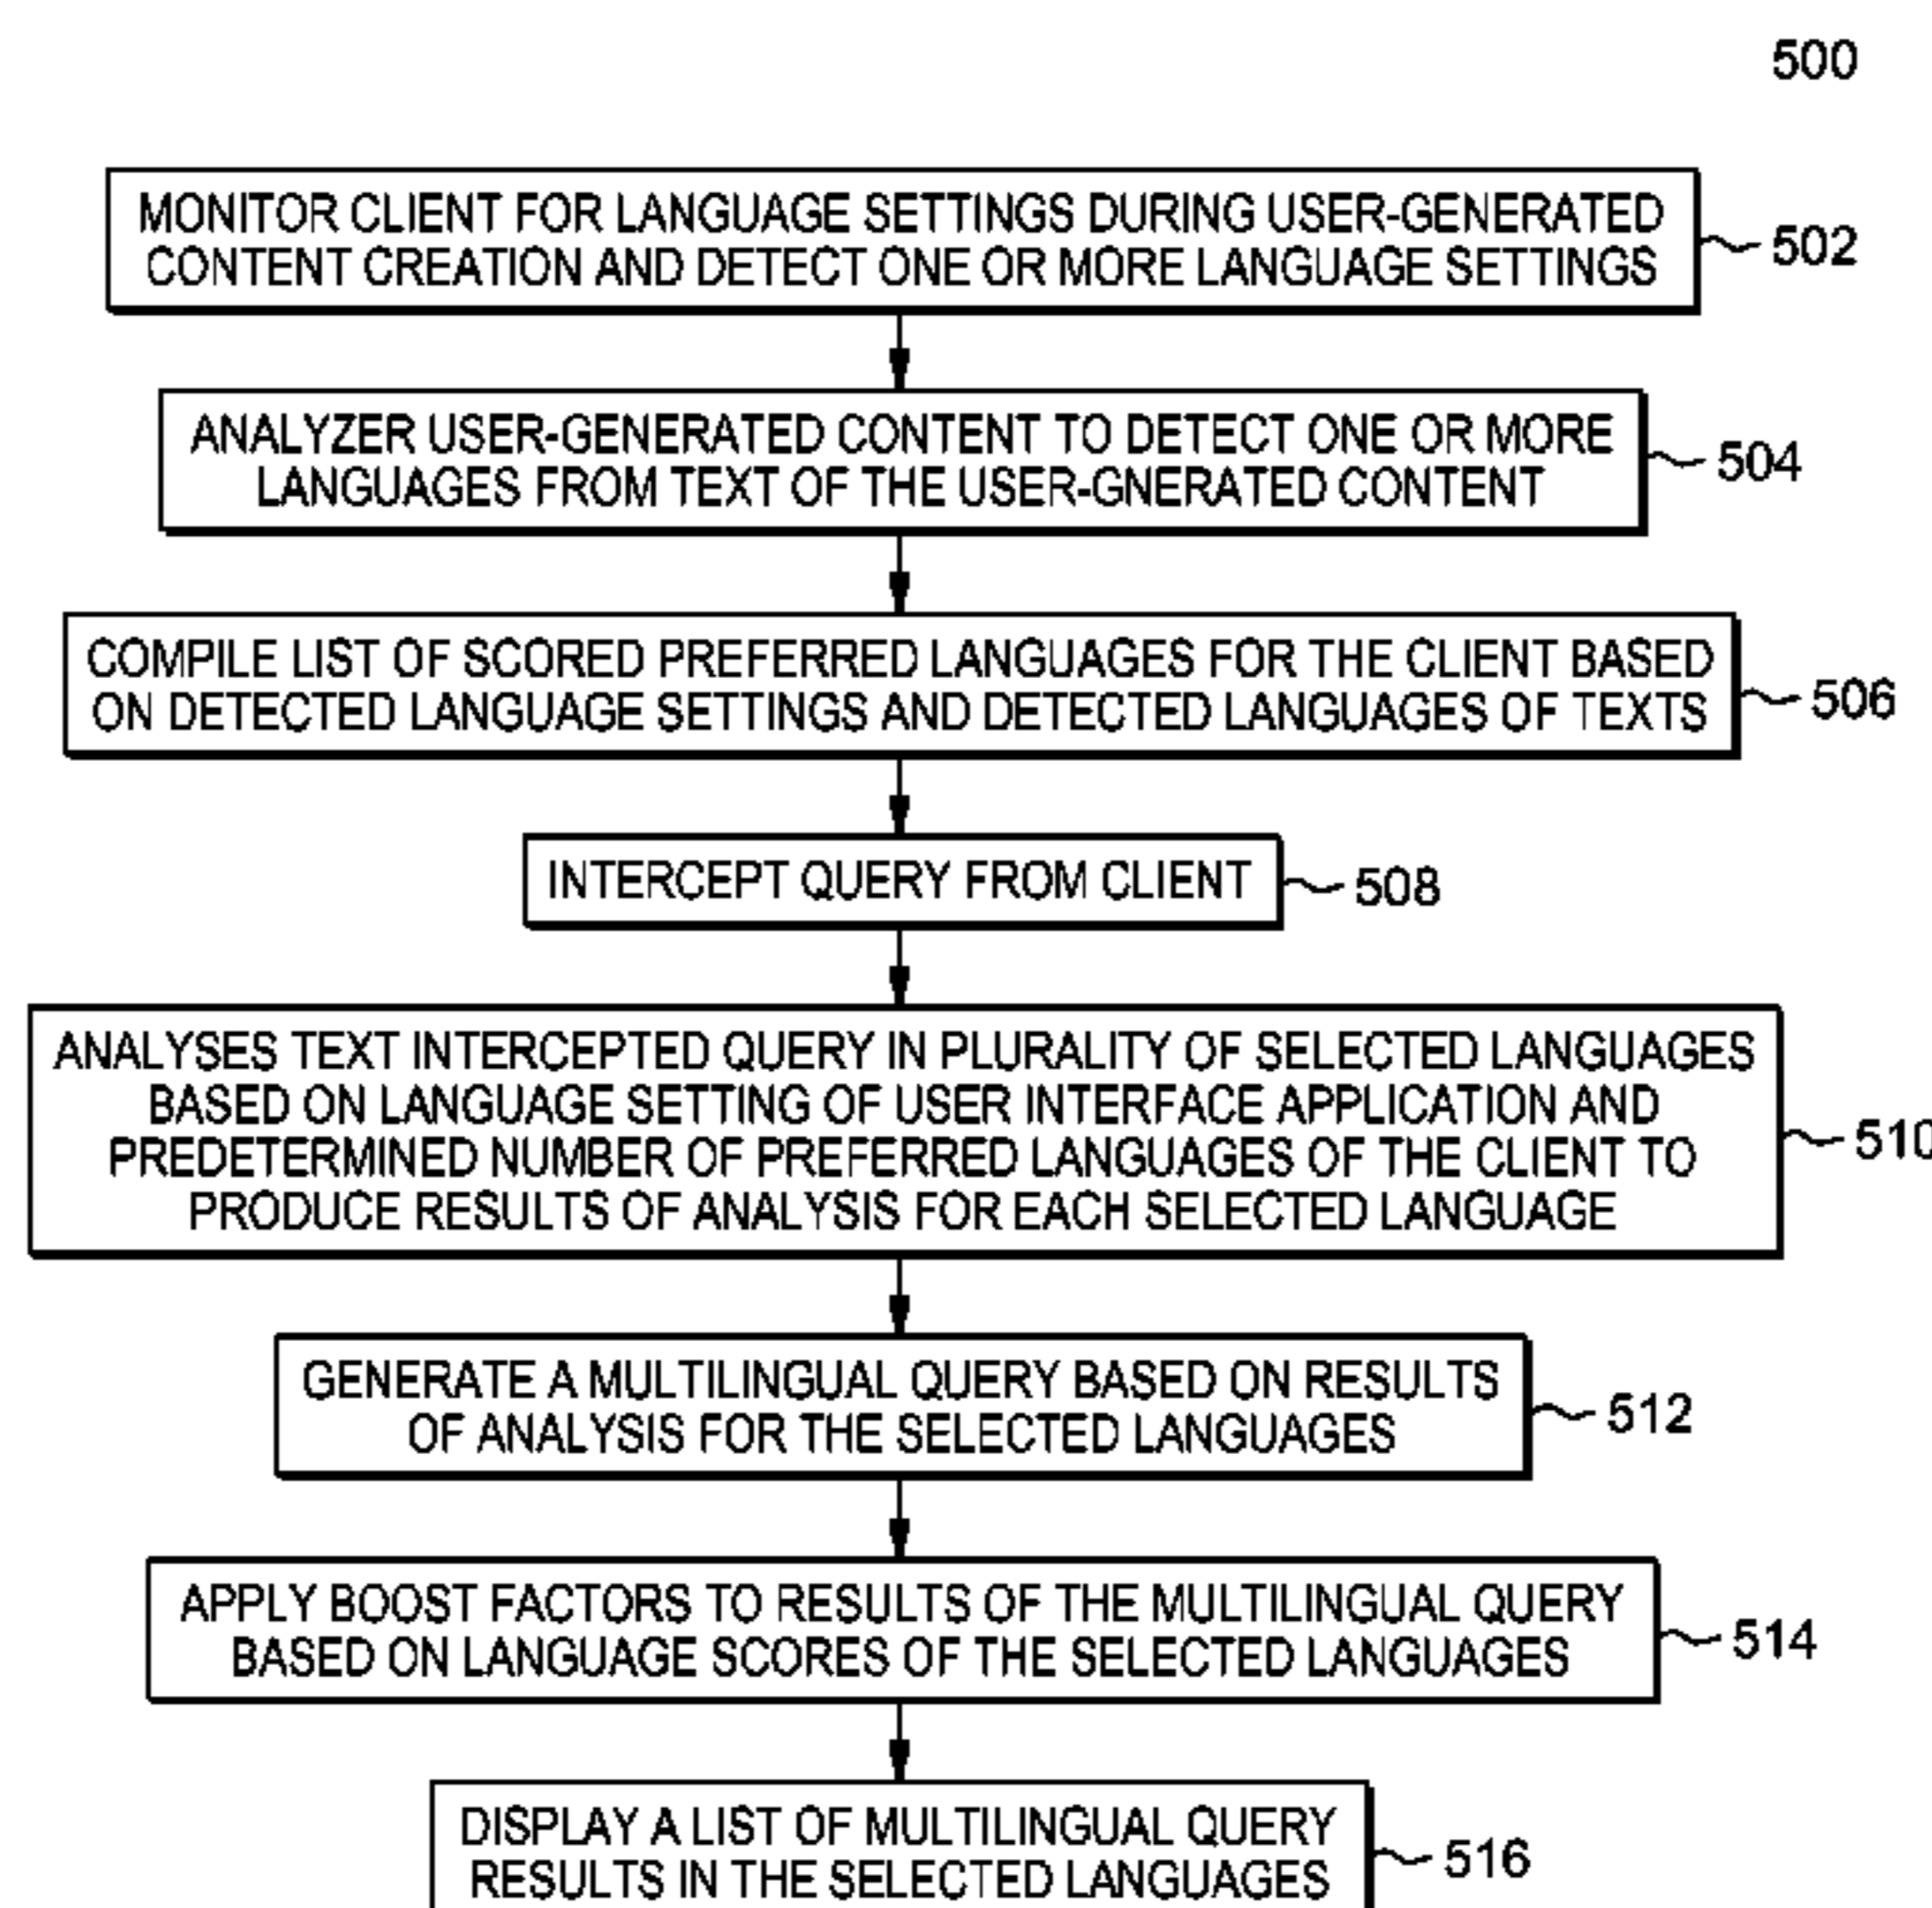 500
MONITOR CLIENT FOR LANGUAGE SETTINGS DURING USER-GENERATED
CONTENT CREATION AND DETECT ONE OR MORE LANGUAGE SETTINGS
502
ANALYZER USER-GENERATED CONTENT TO DETECT ONE OR MORE
LANGUAGES FROM TEXT OF THE USER-GNERATED CONTENT
504
COMPILE LIST OF SCORED PREFERRED LANGUAGES FOR THE CLIENT BASED
ON DETECTED LANGUAGE SETTINGS AND DETECTED LANGUAGES OF TEXTS
506
INTERCEPT QUERY FROM CLIENT
508
ANALYSES TEXT INTERCEPTED QUERY IN PLURALITY OF SELECTED LANGUAGES
BASED ON LANGUAGE SETTING OF USER INTERFACE APPLICATION AND
PREDETERMINED NUMBER OF PREFERRED LANGUAGES OF THE CLIENT TO
PRODUCE RESULTS OF ANALYSIS FOR EACH SELECTED LANGUAGE
510
GENERATE A MULTILINGUAL QUERY BASED ON RESULTS
OF ANALYSIS FOR THE SELECTED LANGUAGES
512
APPLY BOOST FACTORS TO RESULTS OF THE MULTILINGUAL QUERY
BASED ON LANGUAGE SCORES OF THE SELECTED LANGUAGES
514
DISPLAY A LIST OF MULTILINGUAL QUERY
RESULTS IN THE SELECTED LANGUAGES
516